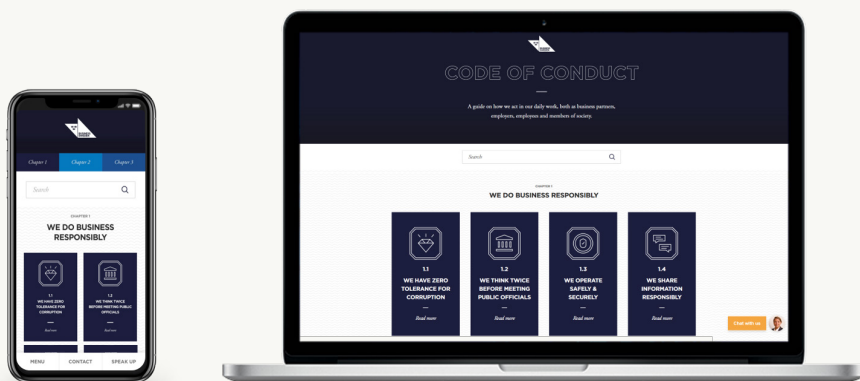 Chapter 1
Chapter 2
Chapter 3
Search
CHAPTER 1
WE DO BUSINESS
RESPONSIBLY
1.1
WE HAVE ZERO
TOLERANCE FOR
CORRUPTION
Read more
1.2
WE THINK TWICE
BEFORE MEETING PUBLIC
OFFICIALS
Read more
MENU
CONTACT
SPEAK UP
CODE OF CONDUCT
A guide on how we act in our daily work, both as business partners,
employers, employees and members of society.
Search
CHAPTER 1
WE DO BUSINESS RESPONSIBLY
1.1
WE HAVE ZERO
TOLERANCE FOR
CORRUPTION
Read more
1.2
WE THINK TWICE
BEFORE MEETING
PUBLIC OFFICIALS
Read more
1.3
WE OPERATE
SAFELY &
SECURELY
Read more
1.4
WE SHARE
INFORMATION
RESPONSIBLY
Read more
Chat with us